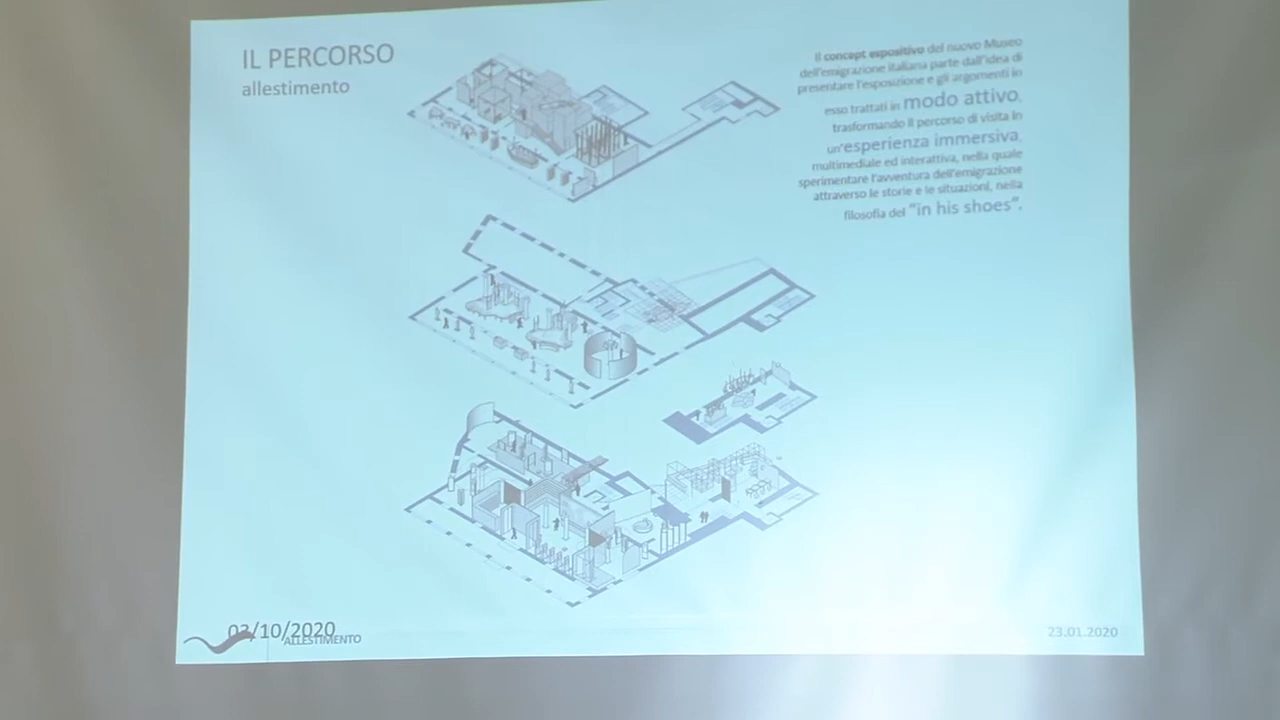 IL PERCORSO
allestimento
Il concept espositivo del nuovo Museo
dell'emigrazione italiana parte dall'idea di
presentare l'esposizione e gli argomenti in
esso trattati in modo attivo,
trasformando il percorso di visita in
un'esperienza immersiva,
multimediale ed interattiva, nella quale
sperimentare l'avventura dell'emigrazione
attraverso le storie e le situazioni, nella
filosofia del "in his shoes".
03/10/2020
ALLESTIMENTO
23.01.2020